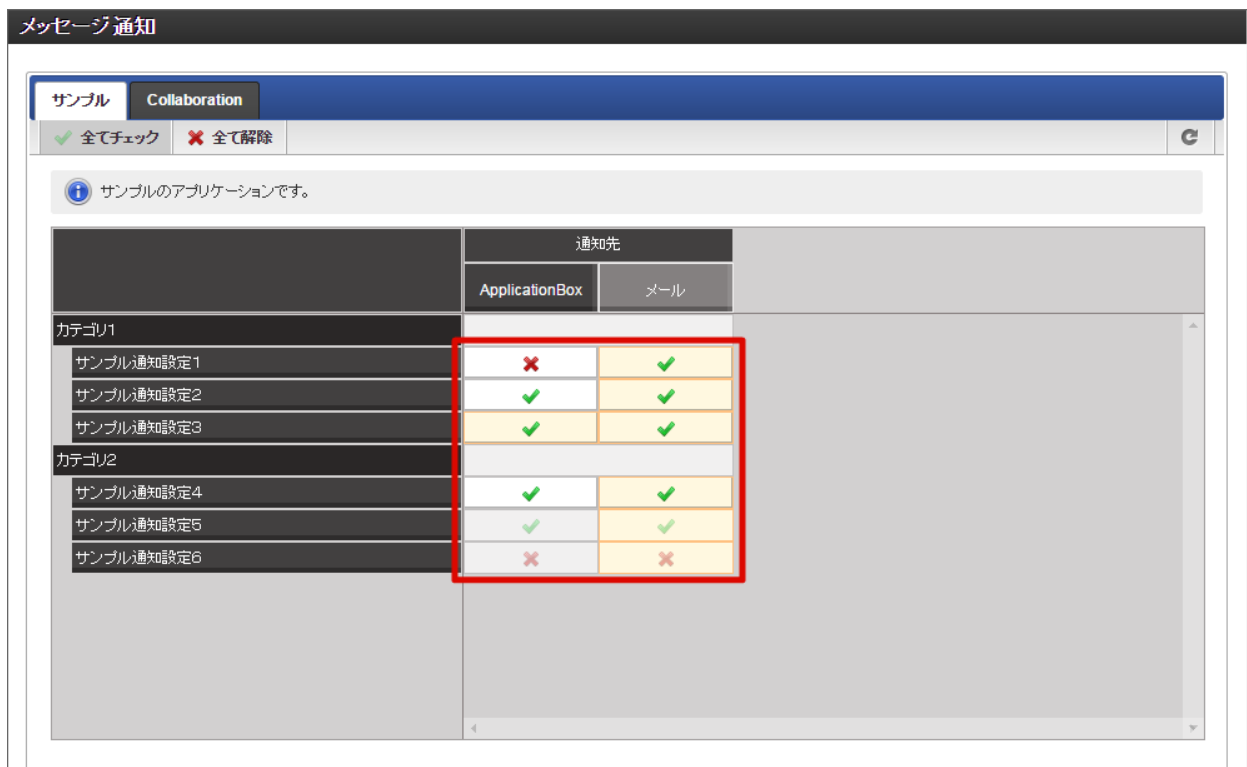 メッセージ通知
サンプル Collaboration
全てチェック 全て解除
サンプルのアプリケーションです。
通知先
ApplicationBox メール
カテゴリ1
サンプル通知設定1
サンプル通知設定2
サンプル通知設定3
カテゴリ2
サンプル通知設定4
サンプル通知設定5
サンプル通知設定6